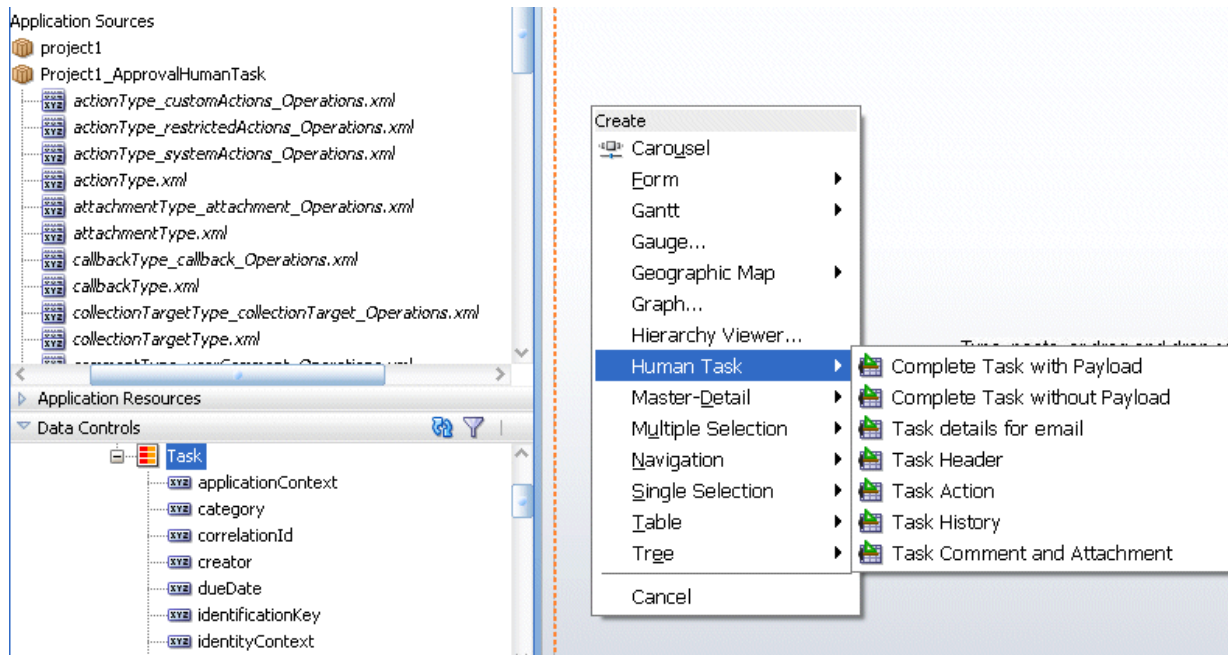 Application Sources
project1
Project1_ApprovalHumanTask
actionType_customActions_Operations.xml
actionType_restrictedActions_Operations.xml
actionType_systemActions_Operations.xml
actionType.xml
attachmentType_attachment_Operations.xml
attachmentType.xml
callbackType_callback_Operations.xml
callbackType.xml
collectionTargetType_collectionTarget_Operations.xml
collectionTargetType.xml
Application Resources
Data Controls
Task
applicationContext
category
correlationId
creator
dueDate
identificationKey
identityContext
Create
Carousel
Form
Gantt
Gauge...
Geographic Map
Graph...
Hierarchy Viewer...
Human Task
Master-Detail
Multiple Selection
Navigation
Single Selection
Table
Tree
Cancel
Complete Task with Payload
Complete Task without Payload
Task details for email
Task Header
Task Action
Task History
Task Comment and Attachment